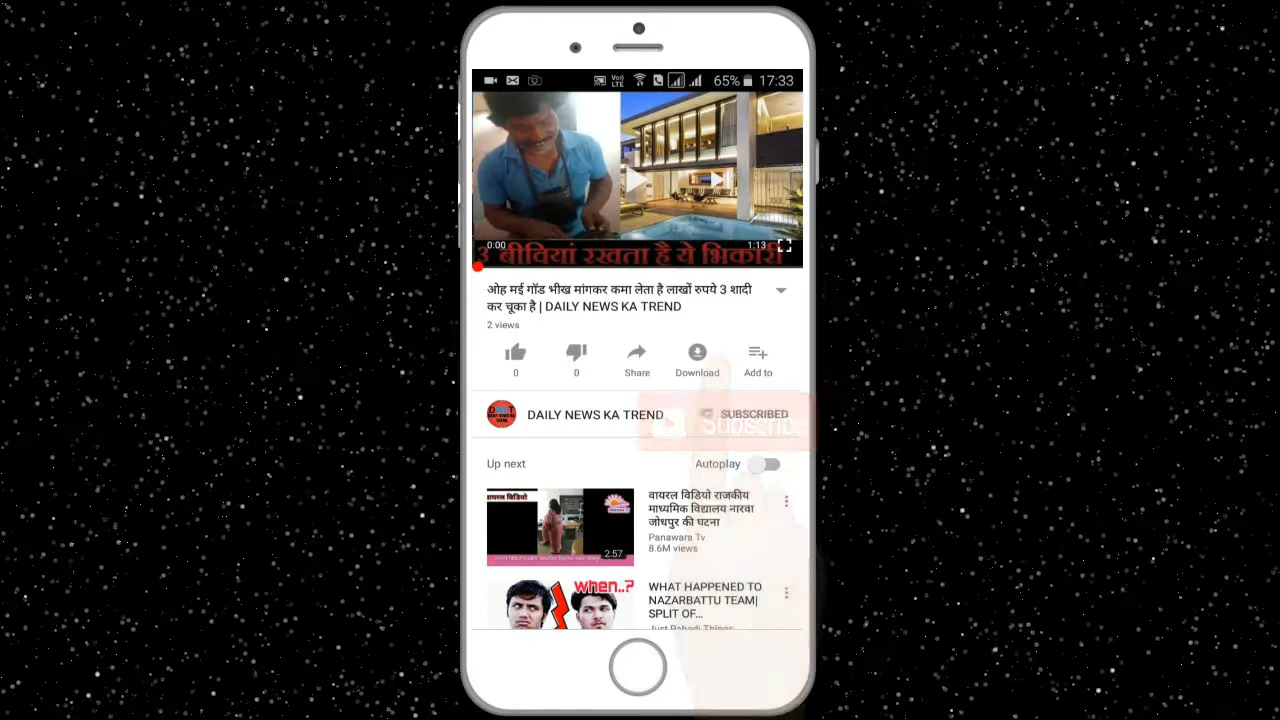 Vo))
LTE
65%
17:33
0:00
1:13
3 बीवियां रखता है ये भिकारी
ओह मई गॉड भीख मांगकर कमा लेता है लाखों रुपये 3 शादी
कर चूका है | DAILY NEWS KA TREND
2 views
0
0
Share
Download
Add to
DAILY NEWS KA TREND
SUBSCRIBED
Subscribe
Up next
Autoplay
वायरल विडियो
2:57
वायरल विडियो राजकीय
माध्यमिक विद्यालय नारवा
जोधपुर की घटना
Panawara Tv
8.6M views
when..?
WHAT HAPPENED TO
NAZARBATTU TEAM|
SPLIT OF...